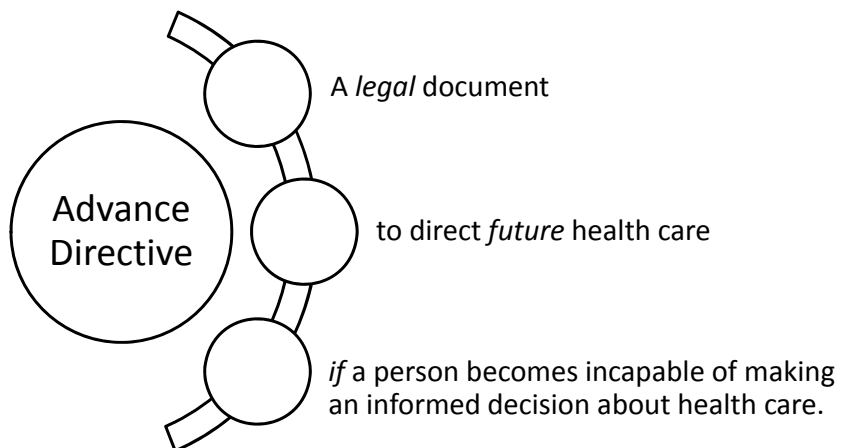 Advance
Directive
A legal document
to direct future health care
if a person becomes incapable of making
an informed decision about health care.